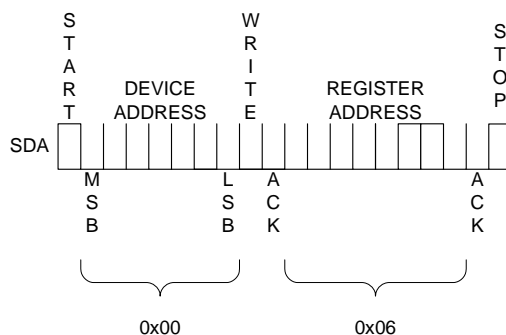 START
WRITE
STOP
DEVICE
ADDRESS
REGISTER
ADDRESS
SDA
MSB
LSB
ACK
ACK
0x00
0x06